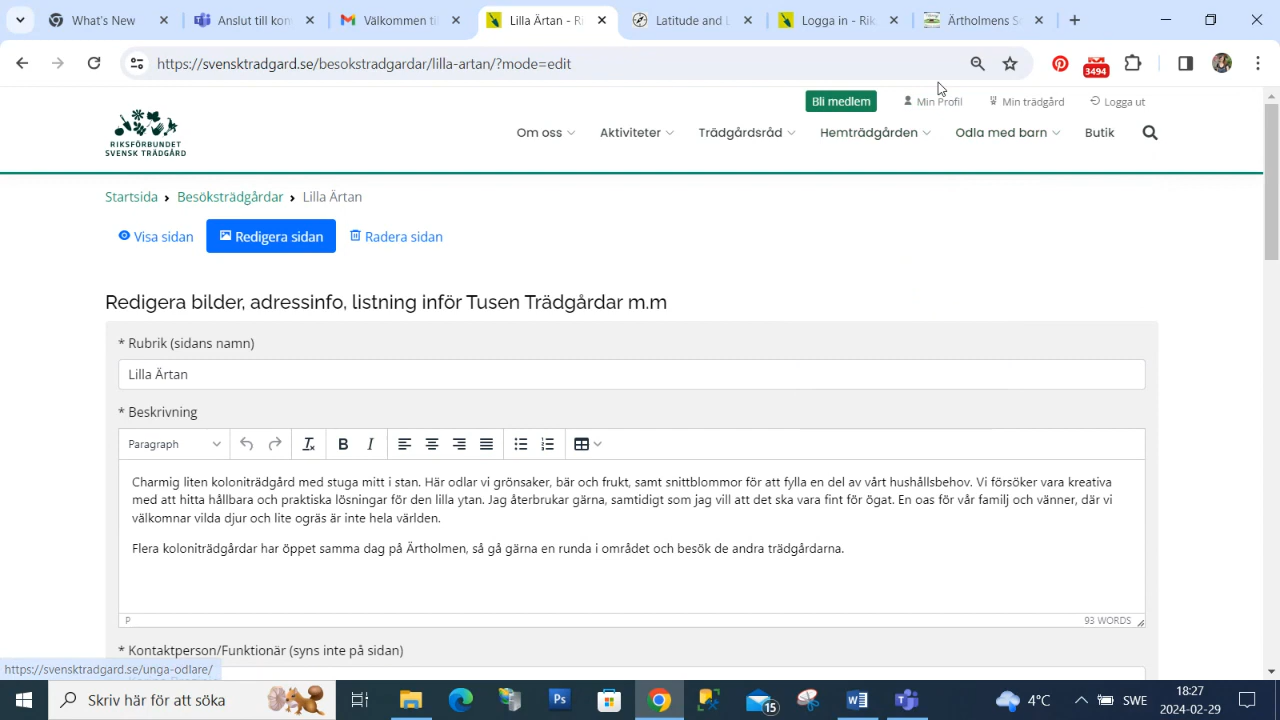 What's New
Anslut till kon
Välkommen ti
Lilla Ärtan - Ri
Latitude and L
Logga in - Rik
Ärtholmens S
https://svensktradgard.se/besokstradgardar/lilla-artan/?mode=edit
3494
Bli medlem
Min Profil
Min trädgård
Logga ut
RIKSFÖRBUNDET
SVENSK TRÄDGÅRD
Om oss
Aktiviteter
Trädgårdsråd
Hemträdgården
Odla med barn
Butik
Startsida › Besöksträdgårdar › Lilla Ärtan
Visa sidan
Redigera sidan
Radera sidan
Redigera bilder, adressinfo, listning inför Tusen Trädgårdar m.m
* Rubrik (sidans namn)
Lilla Ärtan
* Beskrivning
Paragraph
Charmig liten koloniträdgård med stuga mitt i stan. Här odlar vi grönsaker, bär och frukt, samt snittblommor för att fylla en del av vårt hushållsbehov. Vi försöker vara kreativa
med att hitta hållbara och praktiska lösningar för den lilla ytan. Jag återbrukar gärna, samtidigt som jag vill att det ska vara fint för ögat. En oas för vår familj och vänner, där vi
välkomnar vilda djur och lite ogräs är inte hela världen.
Flera koloniträdgårdar har öppet samma dag på Ärtholmen, så gå gärna en runda i området och besök de andra trädgårdarna.
P
93 WORDS
* Kontaktperson/Funktionär (syns inte på sidan)
https://svensktradgard.se/unga-odlare/
Skriv här för att söka
Ps
15
4°C
SWE
18:27
2024-02-29